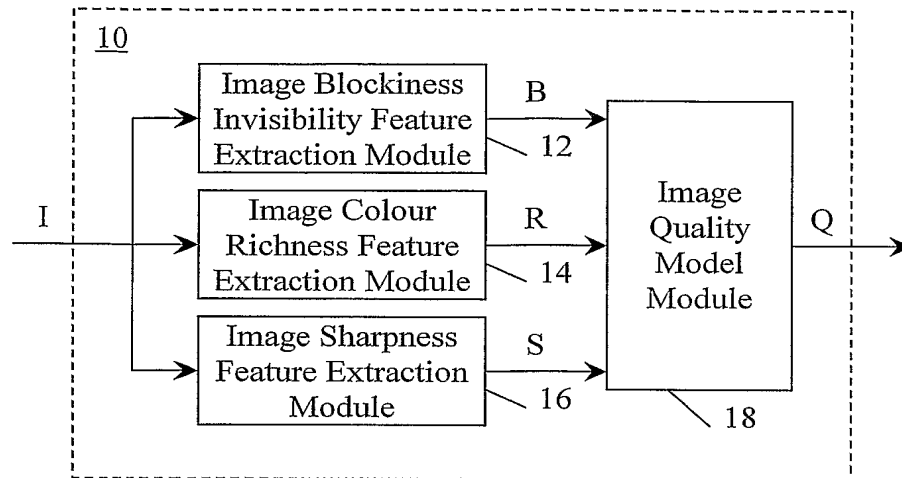 10
Image Blockiness
Invisibility Feature
Extraction Module
B
12
I
Image Colour
Richness Feature
Extraction Module
R
14
Image Sharpness
Feature Extraction
Module
S
16
Image
Quality
Model
Module
18
Q